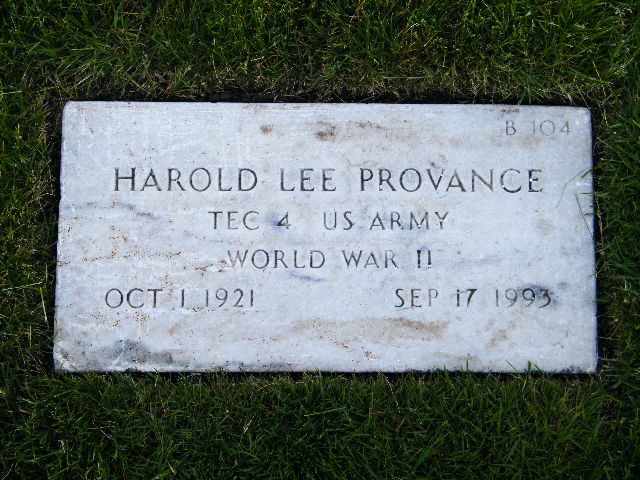 B 104
HAROLD LEE PROVANCE
TEC 4 US ARMY
WORLD WAR II
OCT 1 1921 SEP 17 1993